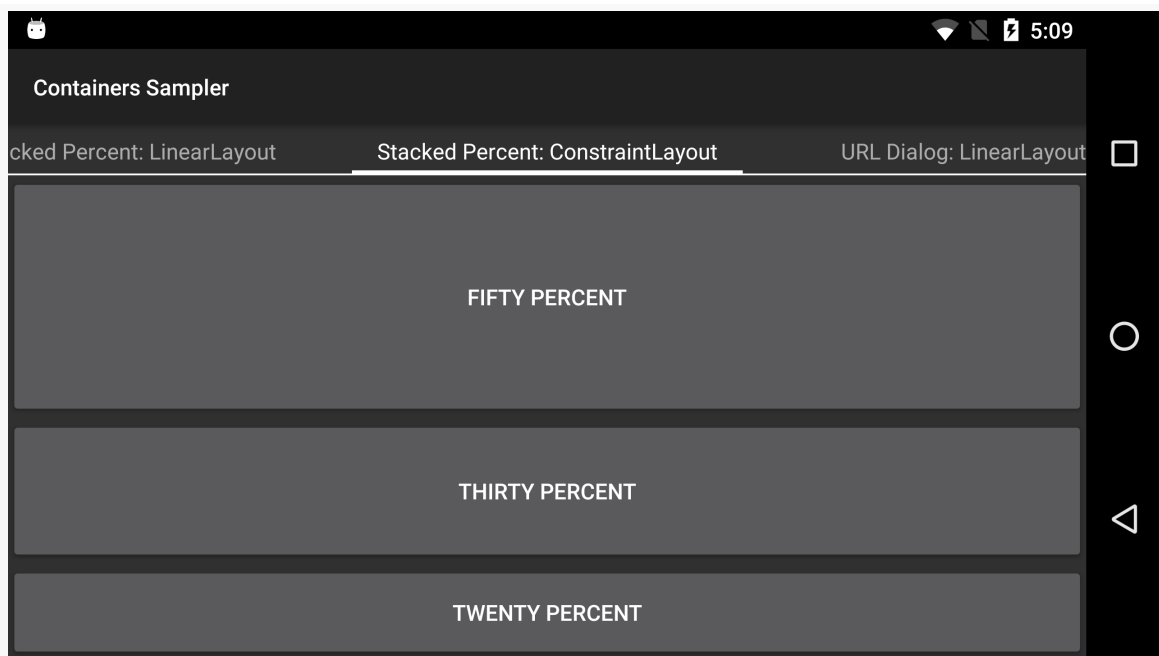 5:09
Containers Sampler
cked Percent: LinearLayout Stacked Percent: ConstraintLayout URL Dialog: LinearLayout
FIFTY PERCENT
THIRTY PERCENT
TWENTY PERCENT